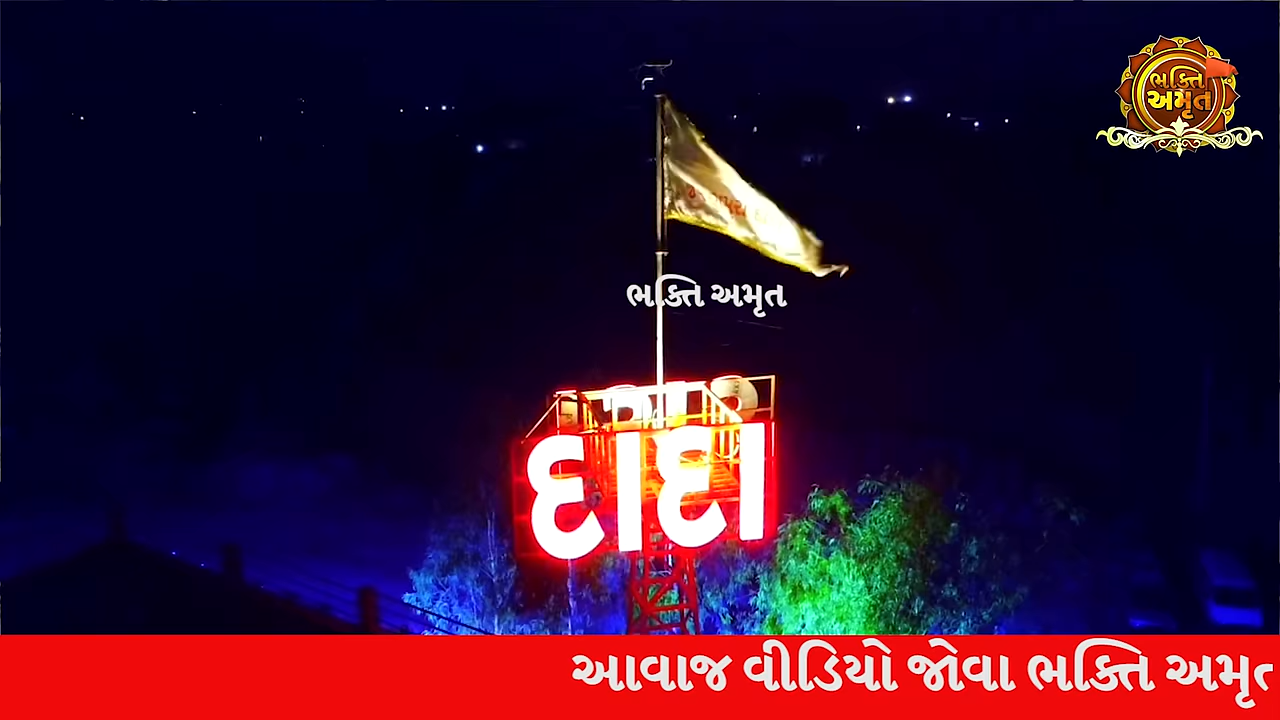 ભક્તિ
અમૃત
ભક્તિ અમૃત
દાદા
આવાજ વીડિયો જોવા ભક્તિ અમૃત